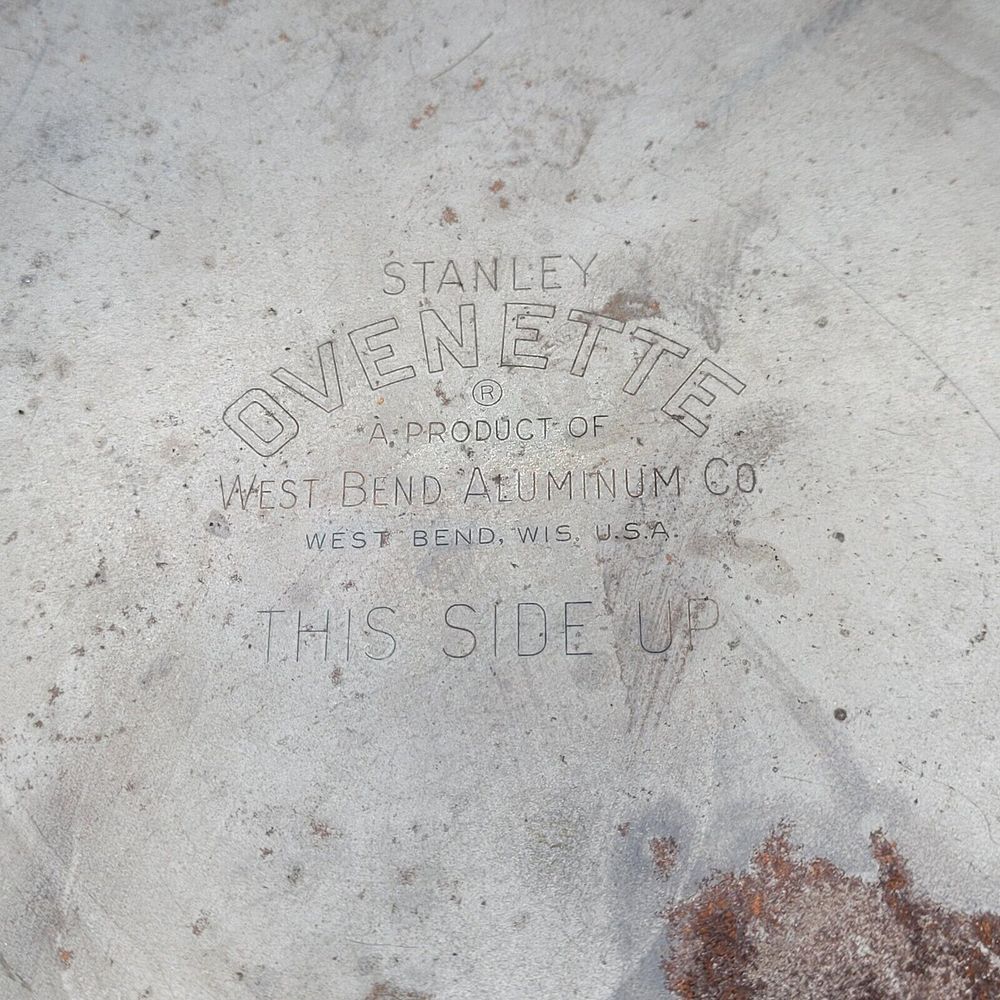 STANLEY
OVENETTE
®
A PRODUCT OF
WEST BEND ALUMINUM CO.
WEST BEND, WIS. U.S.A.
THIS SIDE UP